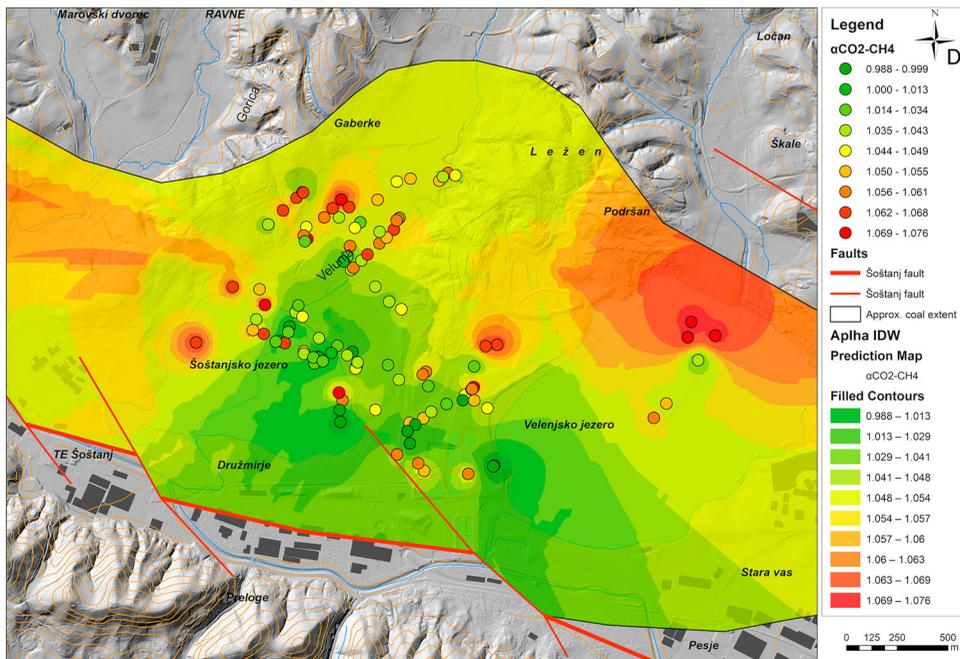 Marovški dvorec
RAVNE
Ločan
Gorica
Gaberke
Ležen
Škale
Podršan
Velunja
Šoštanjsko jezero
Velenjsko jezero
TE Šoštanj
Družmirje
Stara vas
Preloge
Pesje
Legend
N
D
αCO2-CH4
0.988 - 0.999
1.000 - 1.013
1.014 - 1.034
1.035 - 1.043
1.044 - 1.049
1.050 - 1.055
1.056 - 1.061
1.062 - 1.068
1.069 - 1.076
Faults
Šoštanj fault
Šoštanj fault
Approx. coal extent
Aplha IDW
Prediction Map
αCO2-CH4
Filled Contours
0.988 – 1.013
1.013 – 1.029
1.029 – 1.041
1.041 – 1.048
1.048 – 1.054
1.054 – 1.057
1.057 – 1.06
1.06 – 1.063
1.063 – 1.069
1.069 – 1.076
0 125 250 500
m